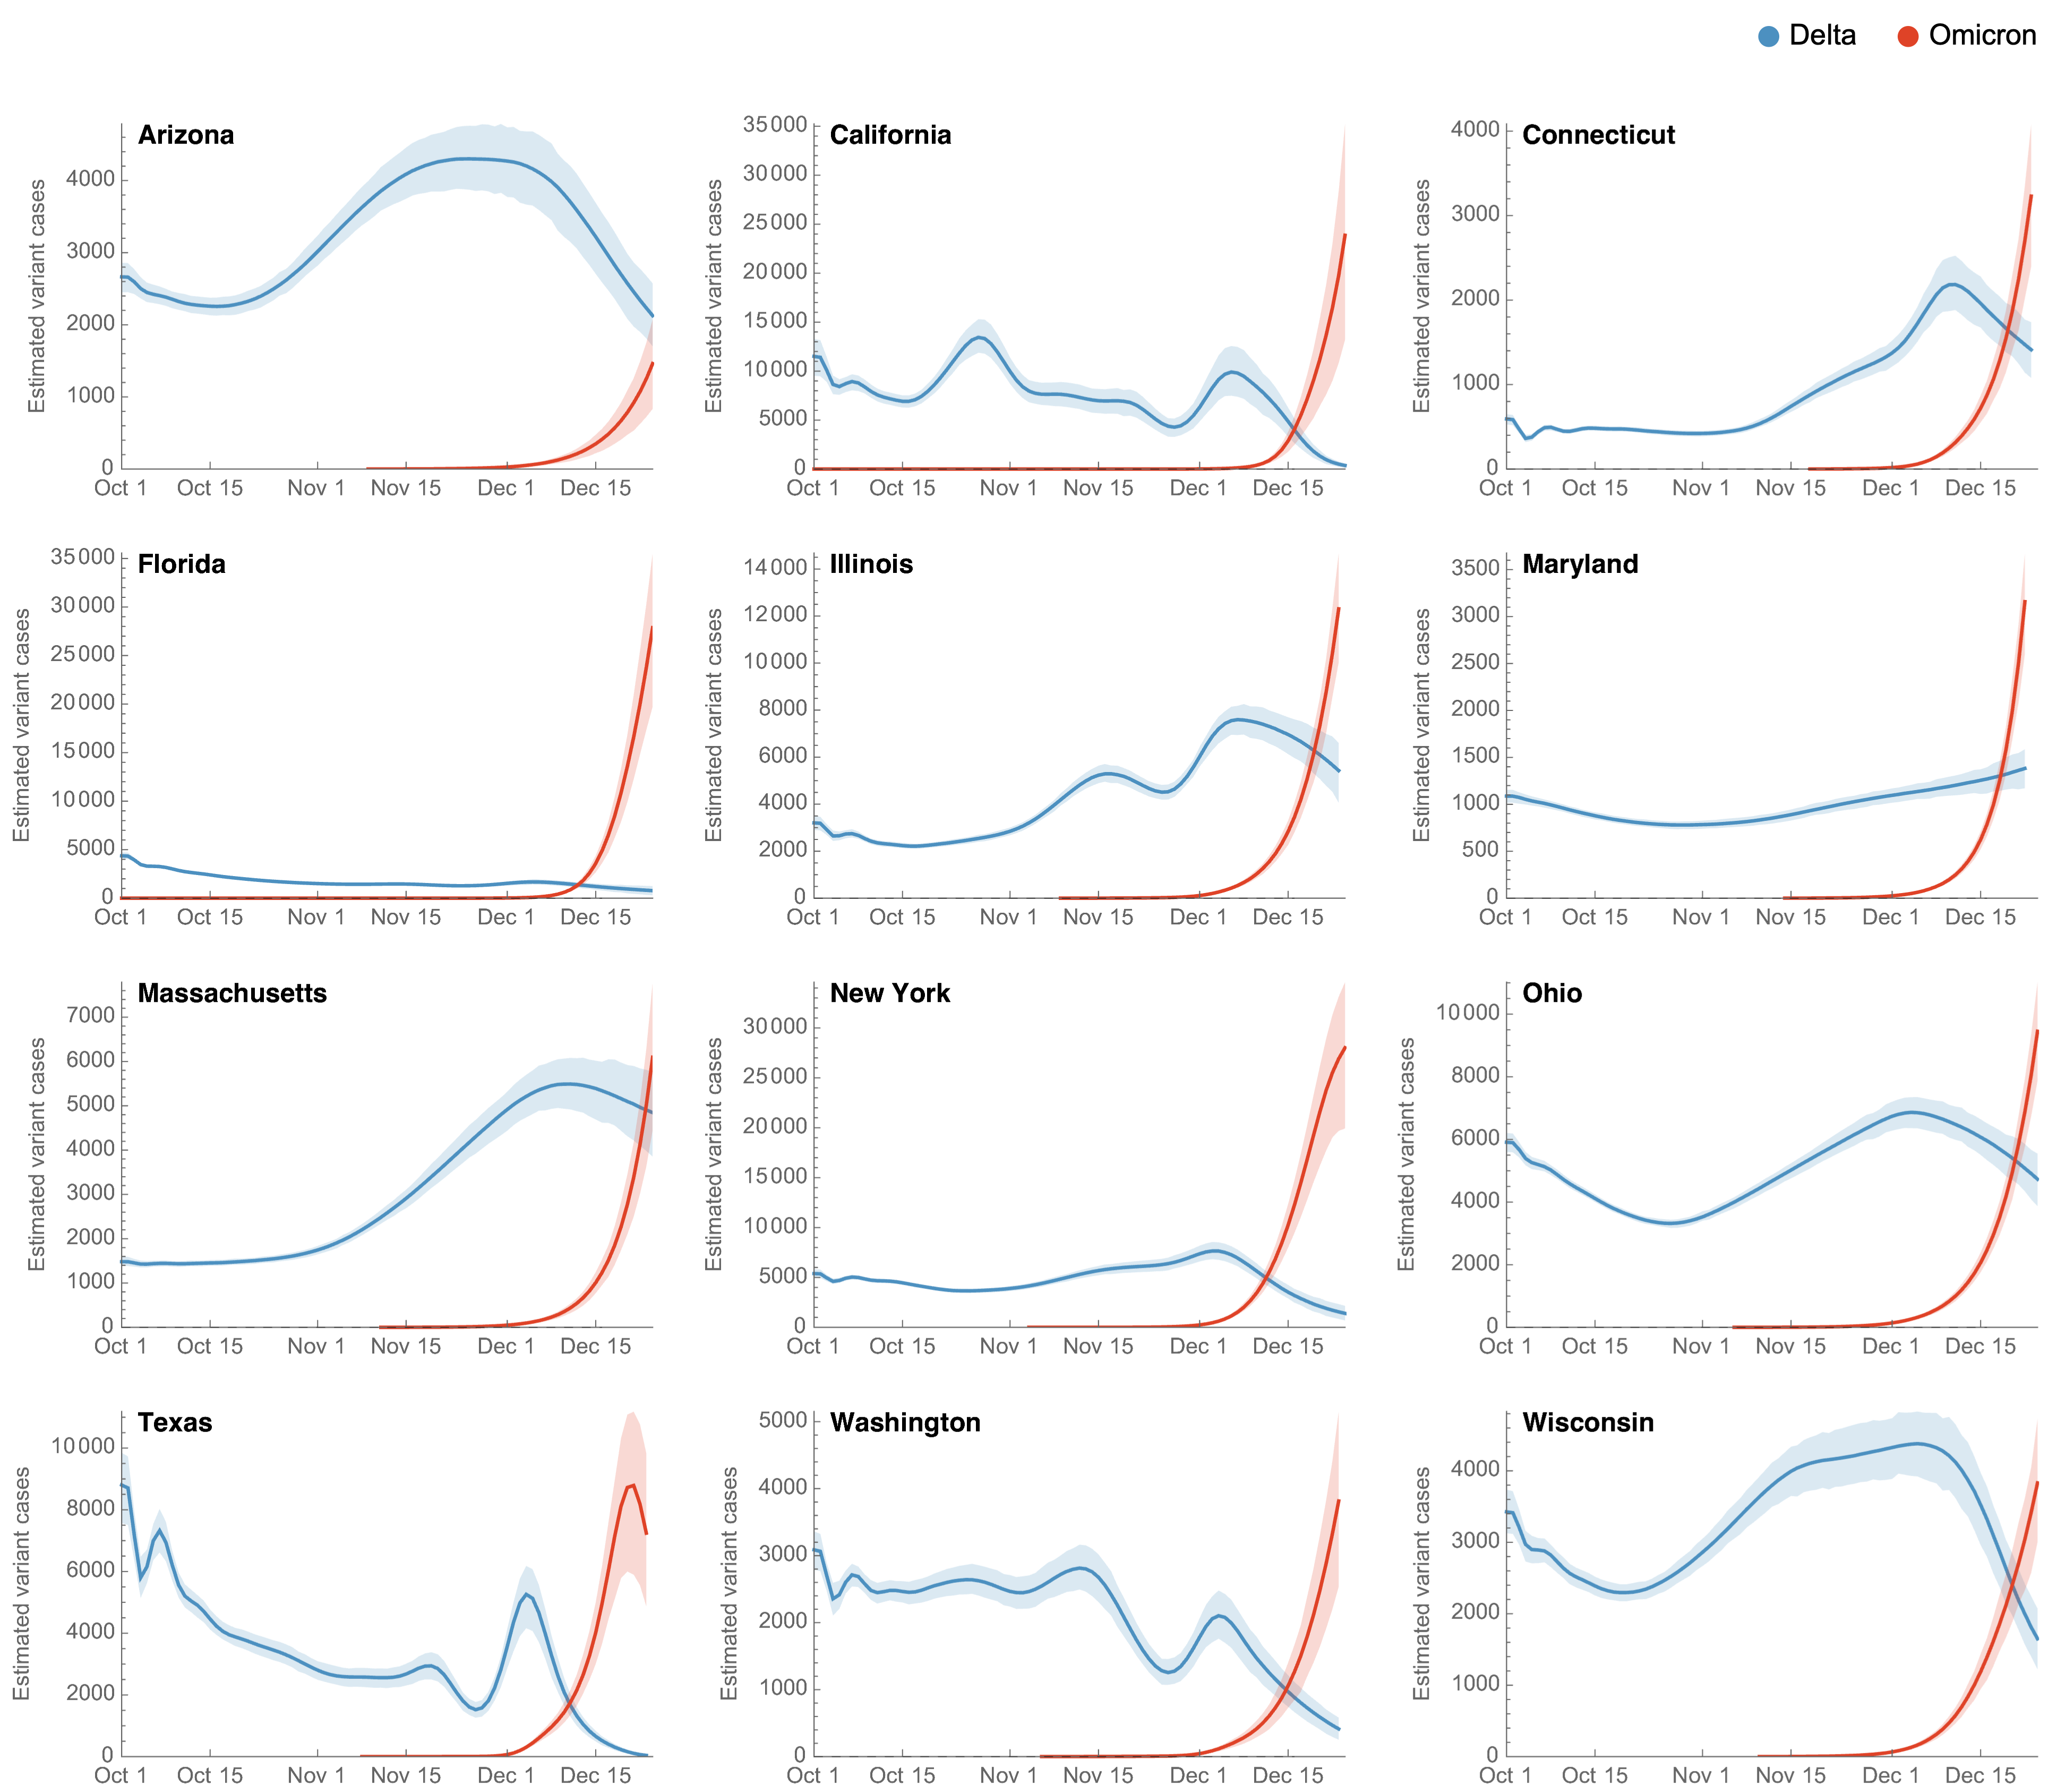 Delta Omicron
Arizona
Estimated variant cases
4000
3000
2000
1000
0
Oct 1 Oct 15 Nov 1 Nov 15 Dec 1 Dec 15
California
Estimated variant cases
35000
30000
25000
20000
15000
10000
5000
0
Oct 1 Oct 15 Nov 1 Nov 15 Dec 1 Dec 15
Connecticut
Estimated variant cases
4000
3000
2000
1000
0
Oct 1 Oct 15 Nov 1 Nov 15 Dec 1 Dec 15
Florida
Estimated variant cases
35000
30000
25000
20000
15000
10000
5000
0
Oct 1 Oct 15 Nov 1 Nov 15 Dec 1 Dec 15
Illinois
Estimated variant cases
14000
12000
10000
8000
6000
4000
2000
0
Oct 1 Oct 15 Nov 1 Nov 15 Dec 1 Dec 15
Maryland
Estimated variant cases
3500
3000
2500
2000
1500
1000
500
0
Oct 1 Oct 15 Nov 1 Nov 15 Dec 1 Dec 15
Massachusetts
Estimated variant cases
7000
6000
5000
4000
3000
2000
1000
0
Oct 1 Oct 15 Nov 1 Nov 15 Dec 1 Dec 15
New York
Estimated variant cases
30000
25000
20000
15000
10000
5000
0
Oct 1 Oct 15 Nov 1 Nov 15 Dec 1 Dec 15
Ohio
Estimated variant cases
10000
8000
6000
4000
2000
0
Oct 1 Oct 15 Nov 1 Nov 15 Dec 1 Dec 15
Texas
Estimated variant cases
10000
8000
6000
4000
2000
0
Oct 1 Oct 15 Nov 1 Nov 15 Dec 1 Dec 15
Washington
Estimated variant cases
5000
4000
3000
2000
1000
0
Oct 1 Oct 15 Nov 1 Nov 15 Dec 1 Dec 15
Wisconsin
Estimated variant cases
4000
3000
2000
1000
0
Oct 1 Oct 15 Nov 1 Nov 15 Dec 1 Dec 15